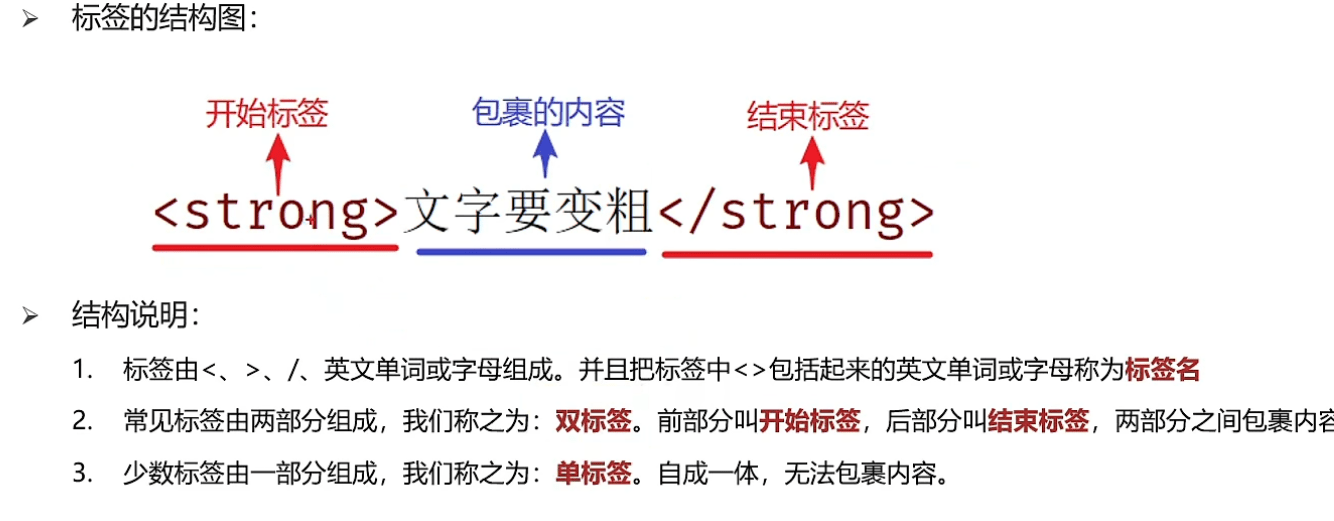 ➢ 标签的结构图：
开始标签 包裹的内容 结束标签
<strong>文字要变粗</strong>
➢ 结构说明：
1. 标签由<、>、/、英文单词或字母组成。并且把标签中<>包括起来的英文单词或字母称为标签名
2. 常见标签由两部分组成，我们称之为：双标签。前部分叫开始标签，后部分叫结束标签，两部分之间包裹内容
3. 少数标签由一部分组成，我们称之为：单标签。自成一体，无法包裹内容。